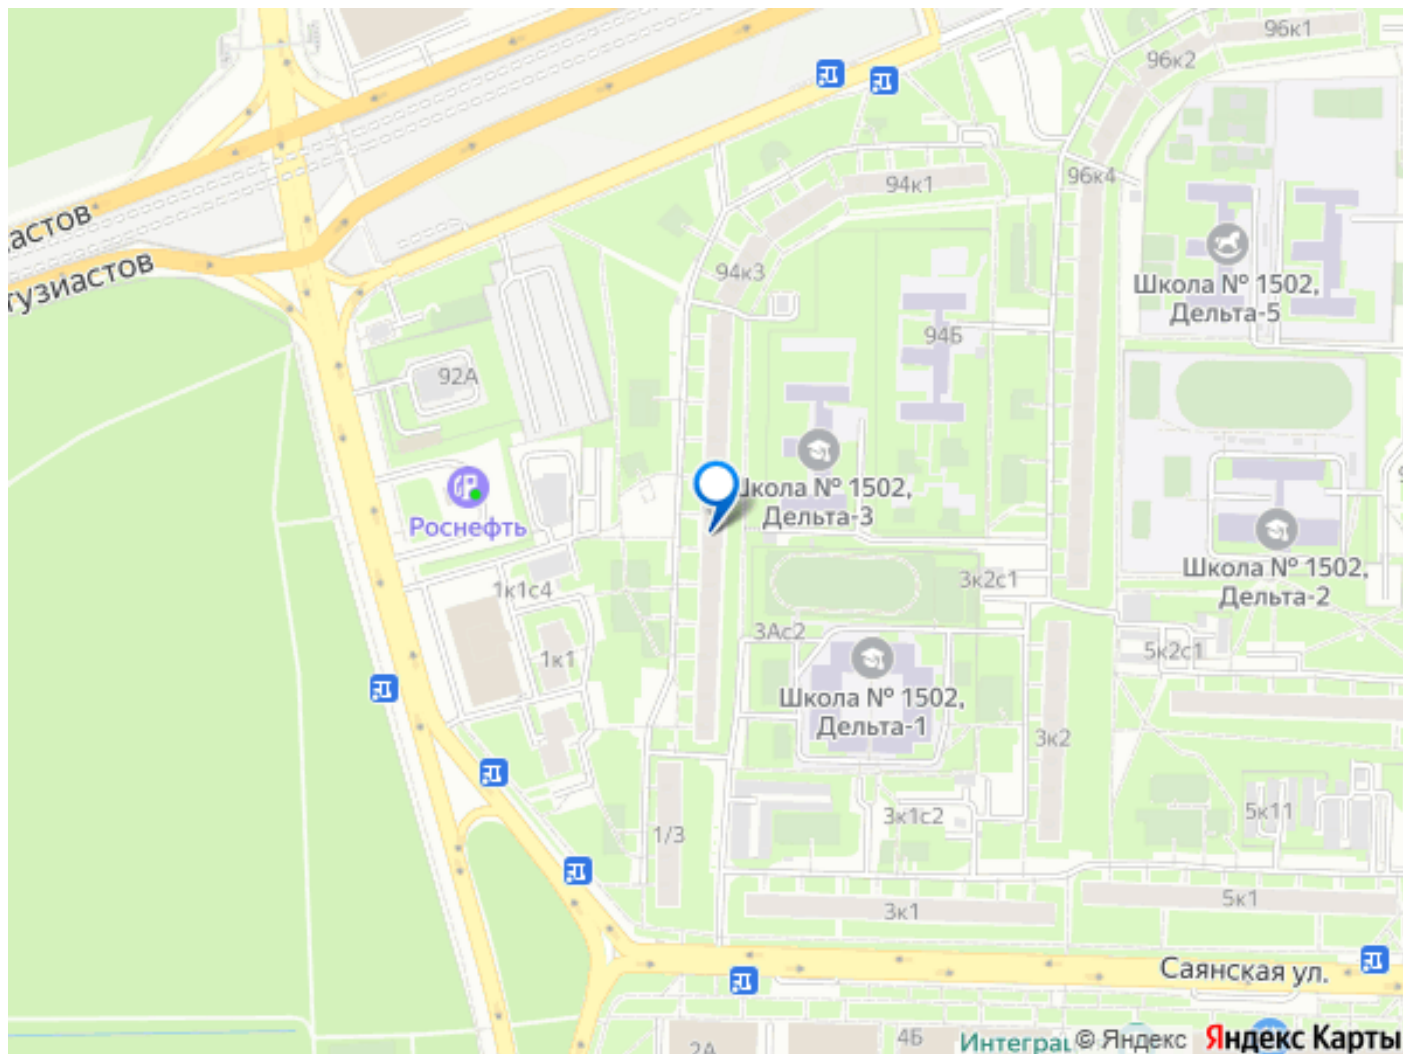 96к1
96к2
94к1
96к4
астов
тузиастов
94к3
Школа № 1502,
Дельта-5
94Б
92А
Школа № 1502,
Дельта-3
Роснефть
Школа № 1502,
Дельта-2
1к1с4
3к2с1
3Ас2
5к2с1
1к1
Школа № 1502,
Дельта-1
3к2
3к1с2
5к11
1/3
5к1
3к1
Саянская ул.
4Б
2А
Интеграц
© Яндекс Яндекс Карты